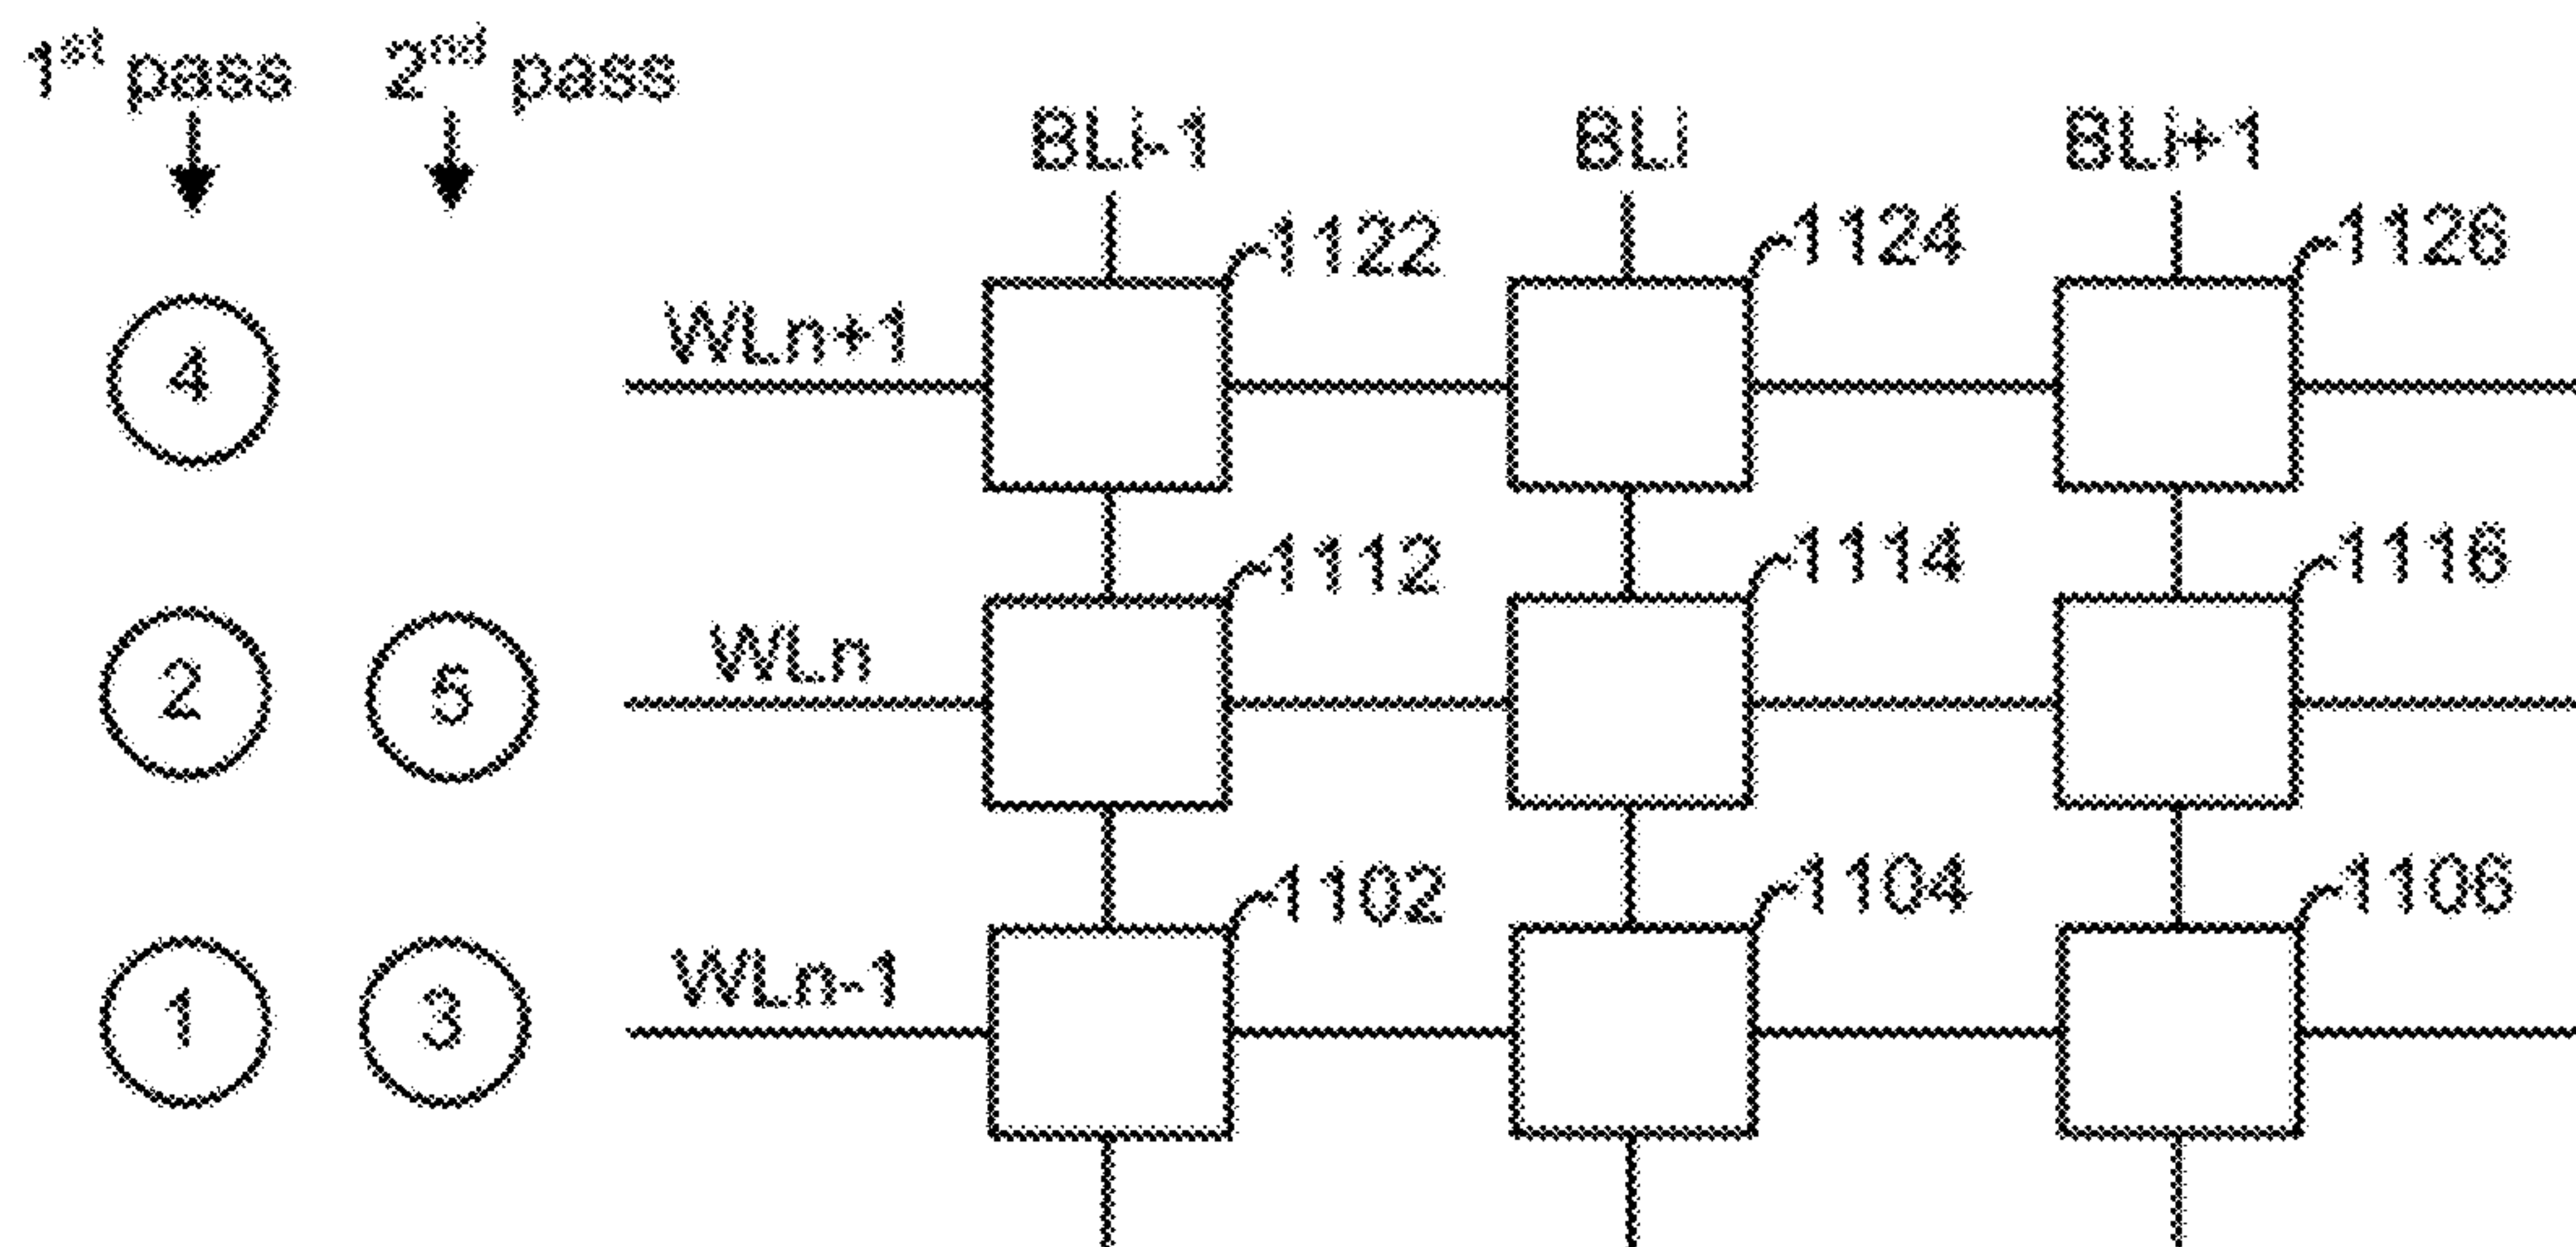 1st pass 2nd pass
BLi-1 BLi BLi+1
1122 1124 1126
4 WLn+1
1112 1114 1116
2 5 WLn
1102 1104 1106
1 3 WLn-1